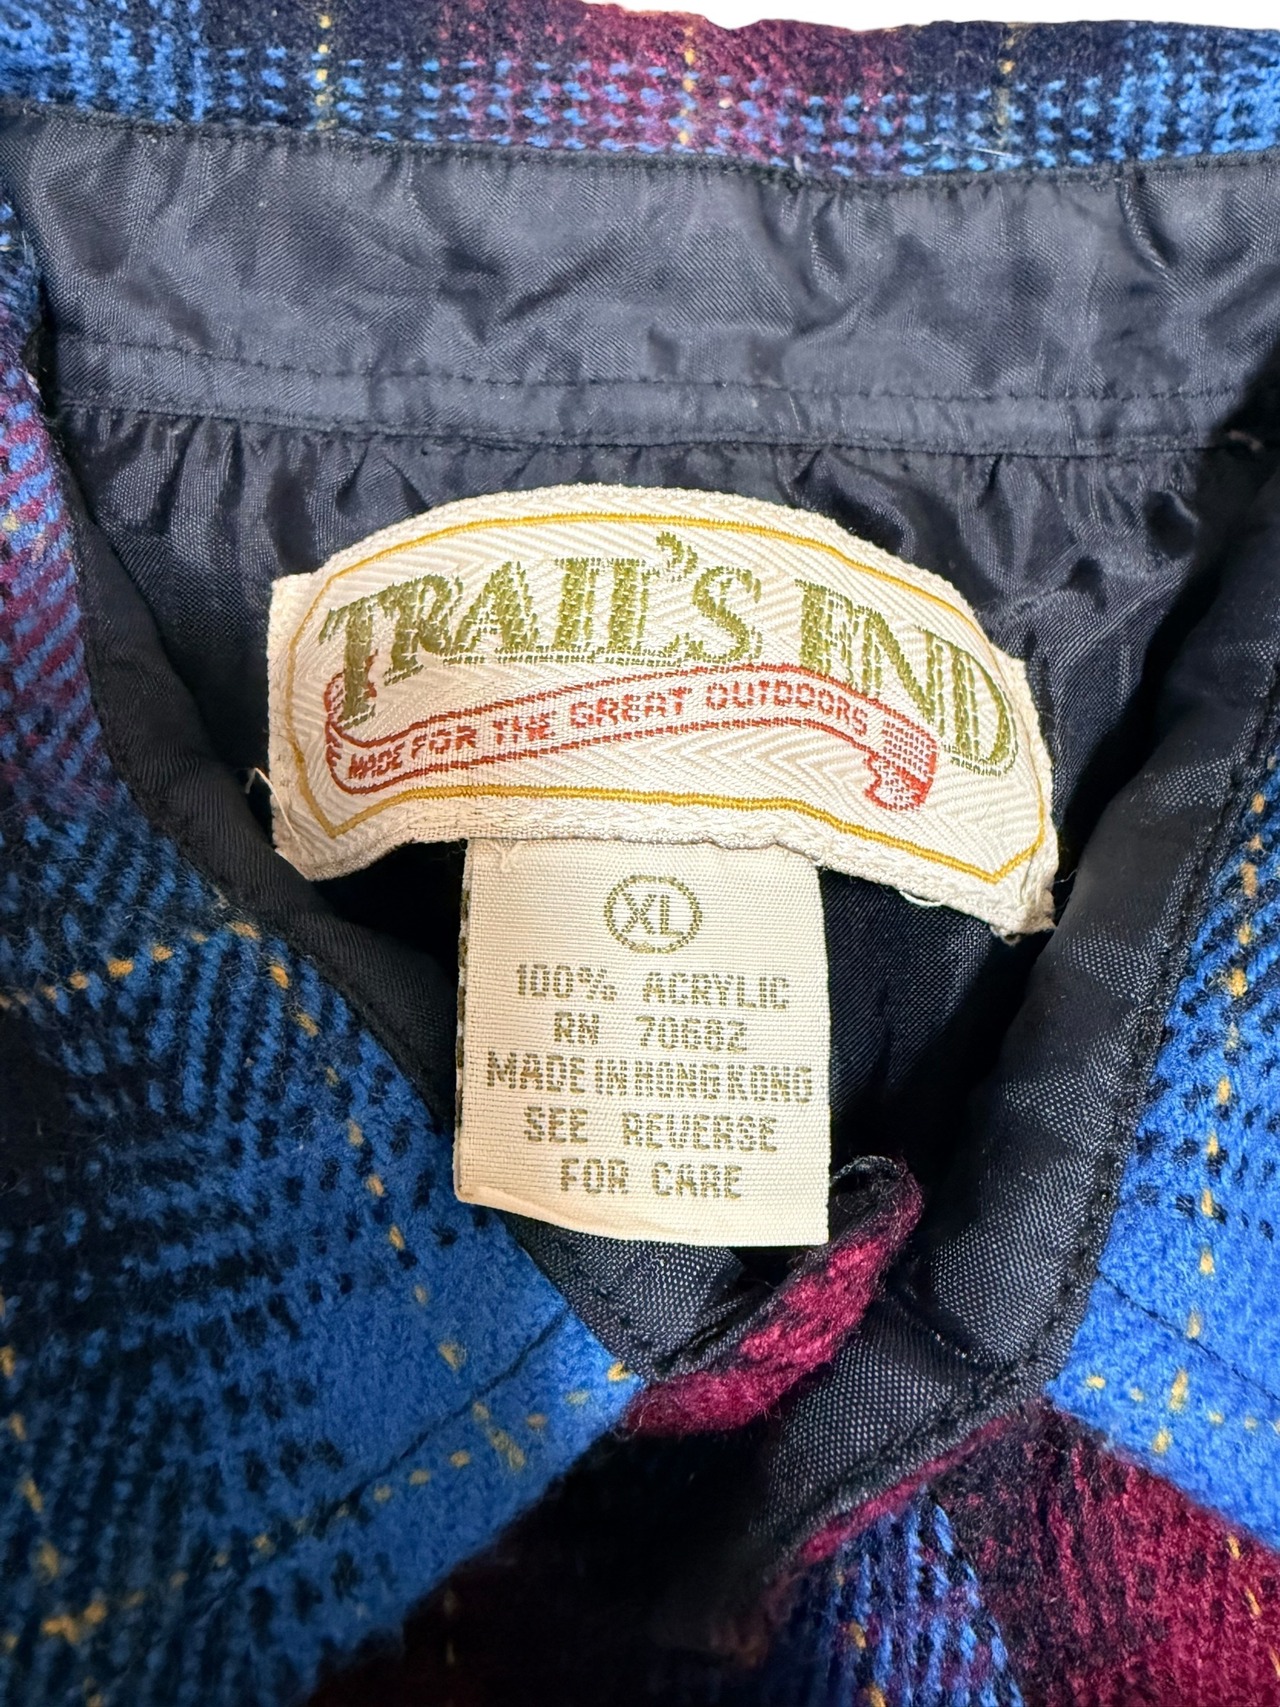 TRAIL'S END
MADE FOR THE GREAT OUTDOORS
XL
100% ACRYLIC
RN 70682
MADE IN HONG KONG
SEE REVERSE
FOR CARE